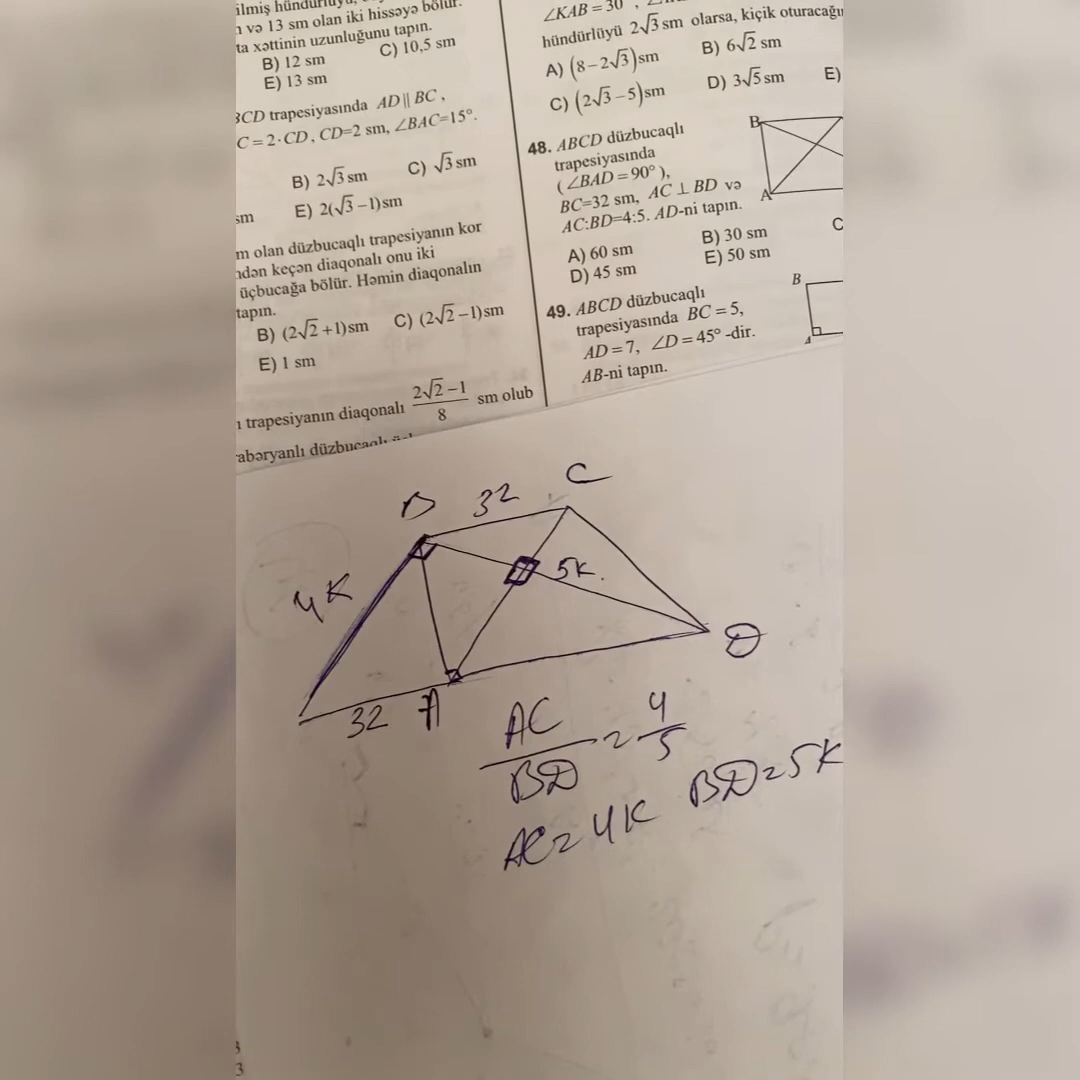 ilmiş hündürlüyü,
və 13 sm olan iki hissəyə bölür.
ta xəttinin uzunluğunu tapın.
B) 12 sm C) 10,5 sm
E) 13 sm
BCD trapesiyasında AD || BC ,
C = 2·CD , CD=2 sm, ∠BAC=15°.
B) 2√3 sm C) √3 sm
sm E) 2(√3 −1)sm
m olan düzbucaqlı trapesiyanın kor
ndən keçən diaqonalı onu iki
üçbucağa bölür. Həmin diaqonalın
tapın.
B) (2√2 +1)sm C) (2√2 −1)sm
E) 1 sm
ı trapesiyanın diaqonalı (2√2 −1)/8 sm olub
abəryanlı düzbucaqlı
∠KAB = 30°,
hündürlüyü 2√3 sm olarsa, kiçik oturacağı
A) (8−2√3)sm B) 6√2 sm
C) (2√3 −5)sm D) 3√5 sm E)
48. ABCD düzbucaqlı
trapesiyasında
(∠BAD = 90°),
BC=32 sm, AC ⊥ BD və
AC:BD=4:5. AD-ni tapın.
A) 60 sm B) 30 sm C
D) 45 sm E) 50 sm
B
A
49. ABCD düzbucaqlı
trapesiyasında BC = 5,
AD = 7, ∠D = 45° -dir.
AB-ni tapın.
B
A
B 32 C
4K 5K.
D
32 A
AC/BD = 4/5
AC = 4K BD = 5K
3
3